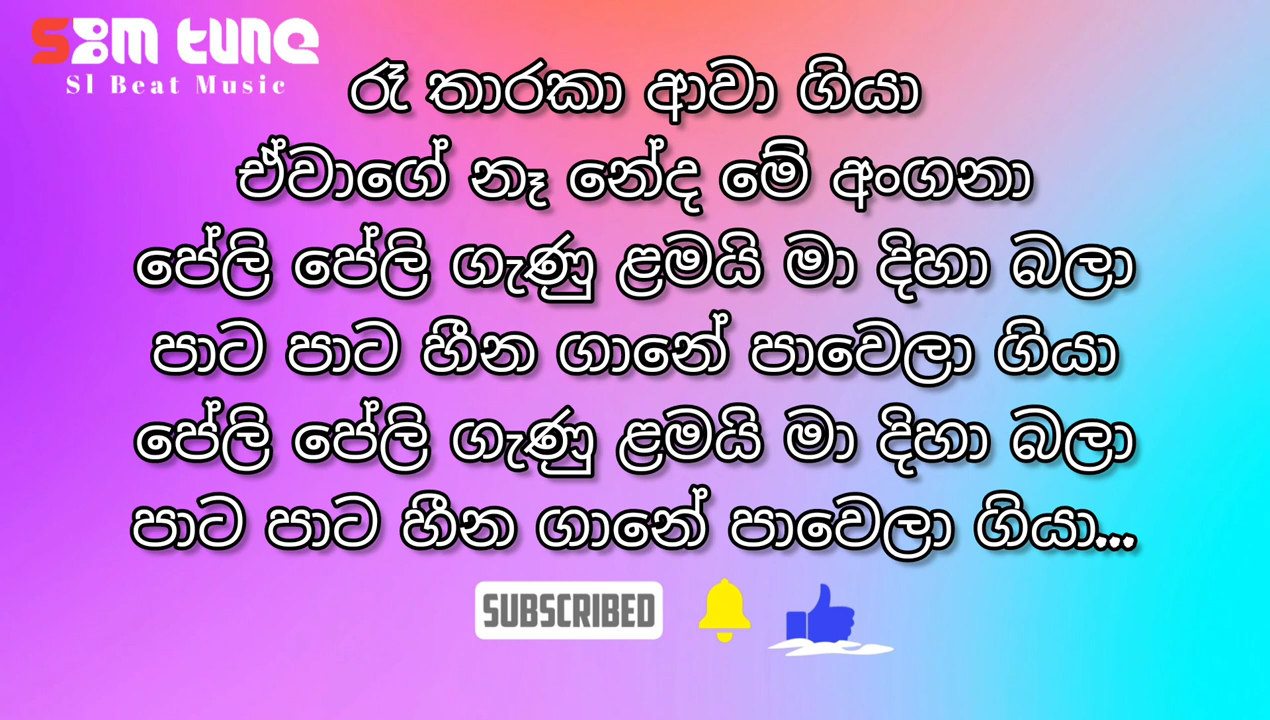 SBM TUNE
Sl Beat Music
රෑ තාරකා ආවා ගියා
ඒවාගේ නෑ නේද මේ අංගනා
පේලි පේලි ගැණු ළමයි මා දිහා බලා
පාට පාට හීන ගානේ පාවෙලා ගියා
පේලි පේලි ගැණු ළමයි මා දිහා බලා
පාට පාට හීන ගානේ පාවෙලා ගියා...
SUBSCRIBED